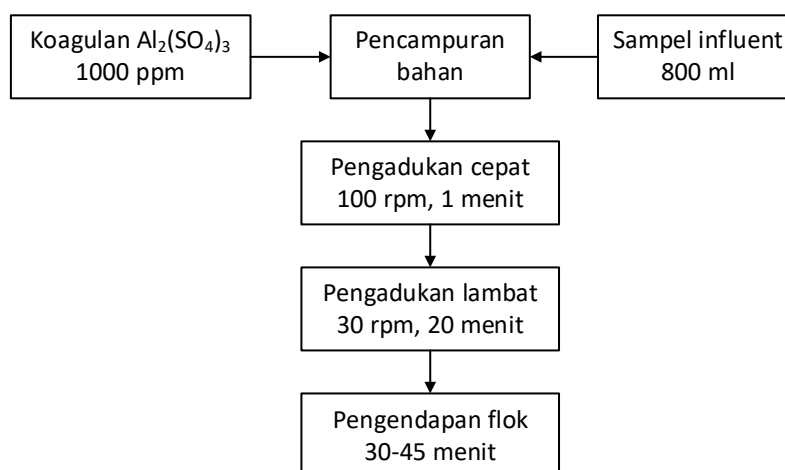 Koagulan Al₂(SO₄)₃
1000 ppm
Pencampuran
bahan
Sampel influent
800 ml
Pengadukan cepat
100 rpm, 1 menit
Pengadukan lambat
30 rpm, 20 menit
Pengendapan flok
30-45 menit